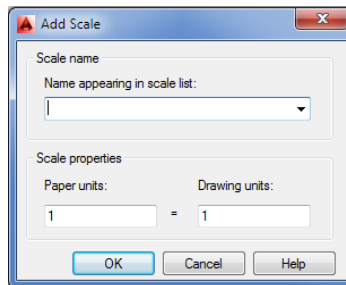 Add Scale
Scale name
Name appearing in scale list:
Scale properties
Paper units: Drawing units:
1 = 1
OK Cancel Help